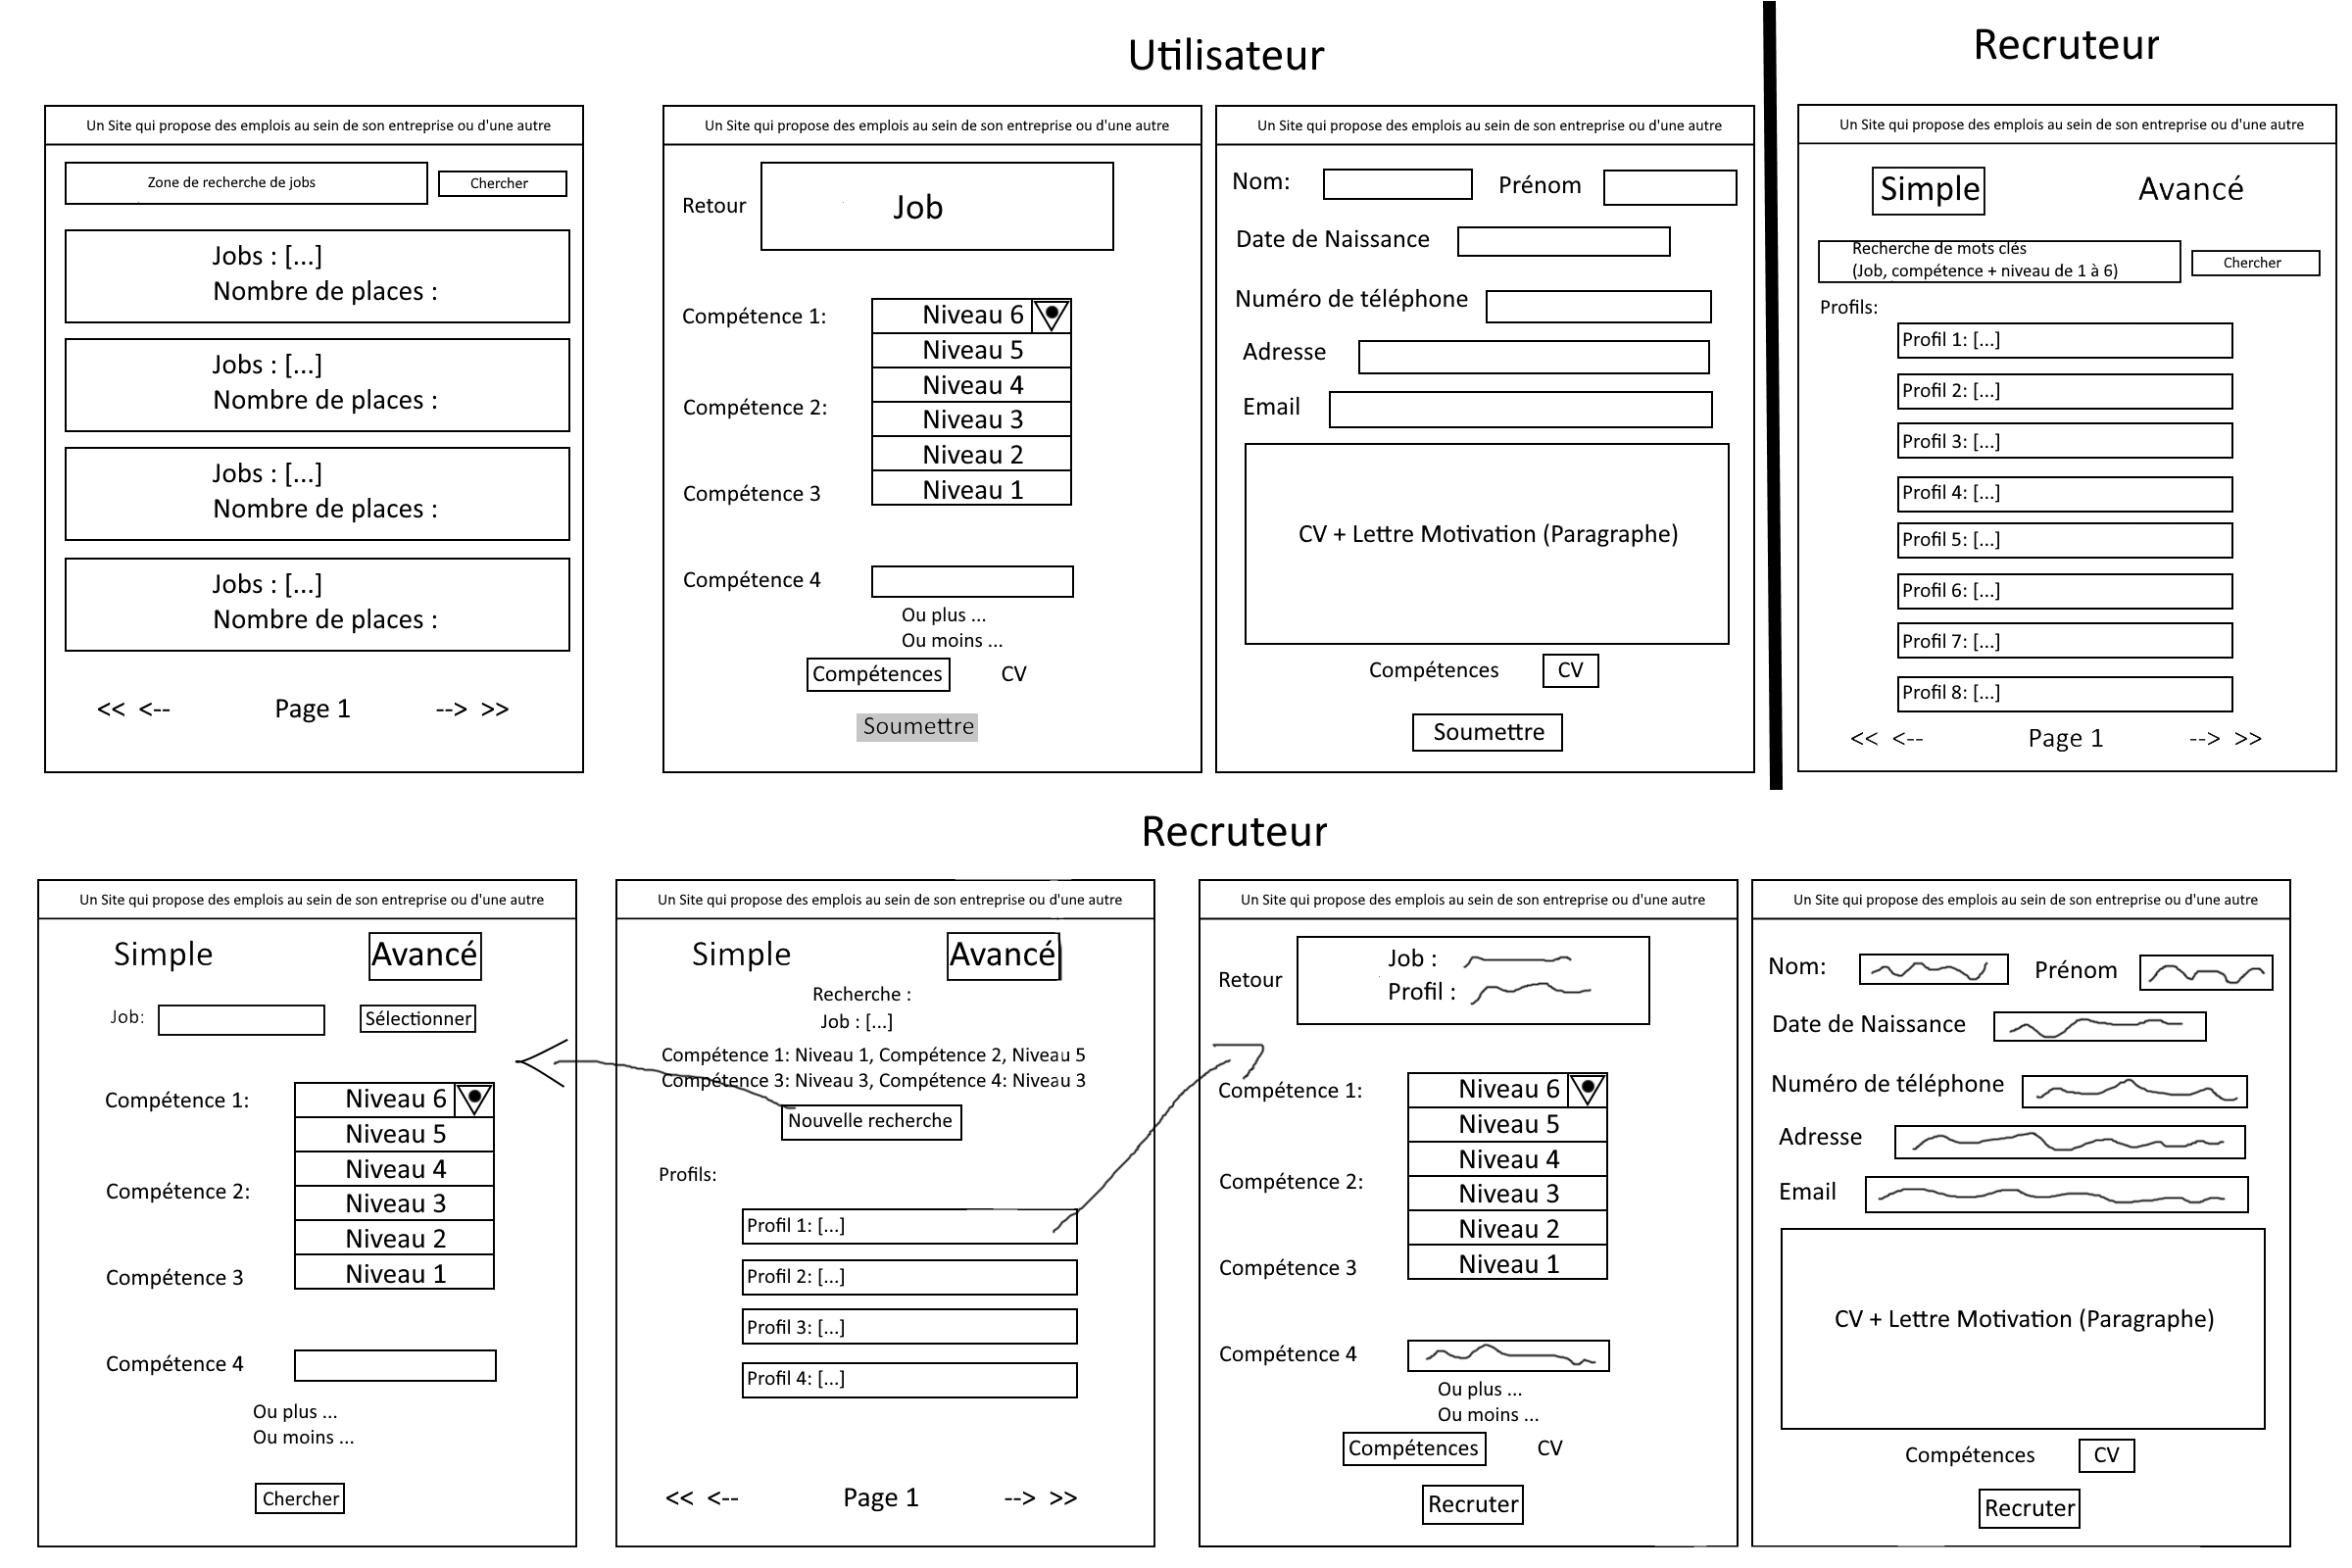 Utilisateur
Recruteur
Un Site qui propose des emplois au sein de son entreprise ou d'une autre
Zone de recherche de jobs
Chercher
Jobs : [...]
Nombre de places :
Jobs : [...]
Nombre de places :
Jobs : [...]
Nombre de places :
Jobs : [...]
Nombre de places :
<< <-- Page 1 --> >>
Un Site qui propose des emplois au sein de son entreprise ou d'une autre
Retour
Job
Compétence 1:
Niveau 6
Niveau 5
Niveau 4
Compétence 2:
Niveau 3
Niveau 2
Compétence 3
Niveau 1
Compétence 4
Ou plus ...
Ou moins ...
Compétences CV
Soumettre
Un Site qui propose des emplois au sein de son entreprise ou d'une autre
Nom: Prénom
Date de Naissance
Numéro de téléphone
Adresse
Email
CV + Lettre Motivation (Paragraphe)
Compétences CV
Soumettre
Un Site qui propose des emplois au sein de son entreprise ou d'une autre
Simple Avancé
Recherche de mots clés
(Job, compétence + niveau de 1 à 6)
Chercher
Profils:
Profil 1: [...]
Profil 2: [...]
Profil 3: [...]
Profil 4: [...]
Profil 5: [...]
Profil 6: [...]
Profil 7: [...]
Profil 8: [...]
<< <-- Page 1 --> >>
Recruteur
Un Site qui propose des emplois au sein de son entreprise ou d'une autre
Simple Avancé
Job: Sélectionner
Compétence 1:
Niveau 6
Niveau 5
Niveau 4
Compétence 2:
Niveau 3
Niveau 2
Compétence 3
Niveau 1
Compétence 4
Ou plus ...
Ou moins ...
Chercher
Un Site qui propose des emplois au sein de son entreprise ou d'une autre
Simple Avancé
Recherche :
Job : [...]
Compétence 1: Niveau 1, Compétence 2, Niveau 5
Compétence 3: Niveau 3, Compétence 4: Niveau 3
Nouvelle recherche
Profils:
Profil 1: [...]
Profil 2: [...]
Profil 3: [...]
Profil 4: [...]
<< <-- Page 1 --> >>
Un Site qui propose des emplois au sein de son entreprise ou d'une autre
Retour
Job :
Profil :
Compétence 1:
Niveau 6
Niveau 5
Niveau 4
Compétence 2:
Niveau 3
Niveau 2
Compétence 3
Niveau 1
Compétence 4
Ou plus ...
Ou moins ...
Compétences CV
Recruter
Un Site qui propose des emplois au sein de son entreprise ou d'une autre
Nom: Prénom
Date de Naissance
Numéro de téléphone
Adresse
Email
CV + Lettre Motivation (Paragraphe)
Compétences CV
Recruter